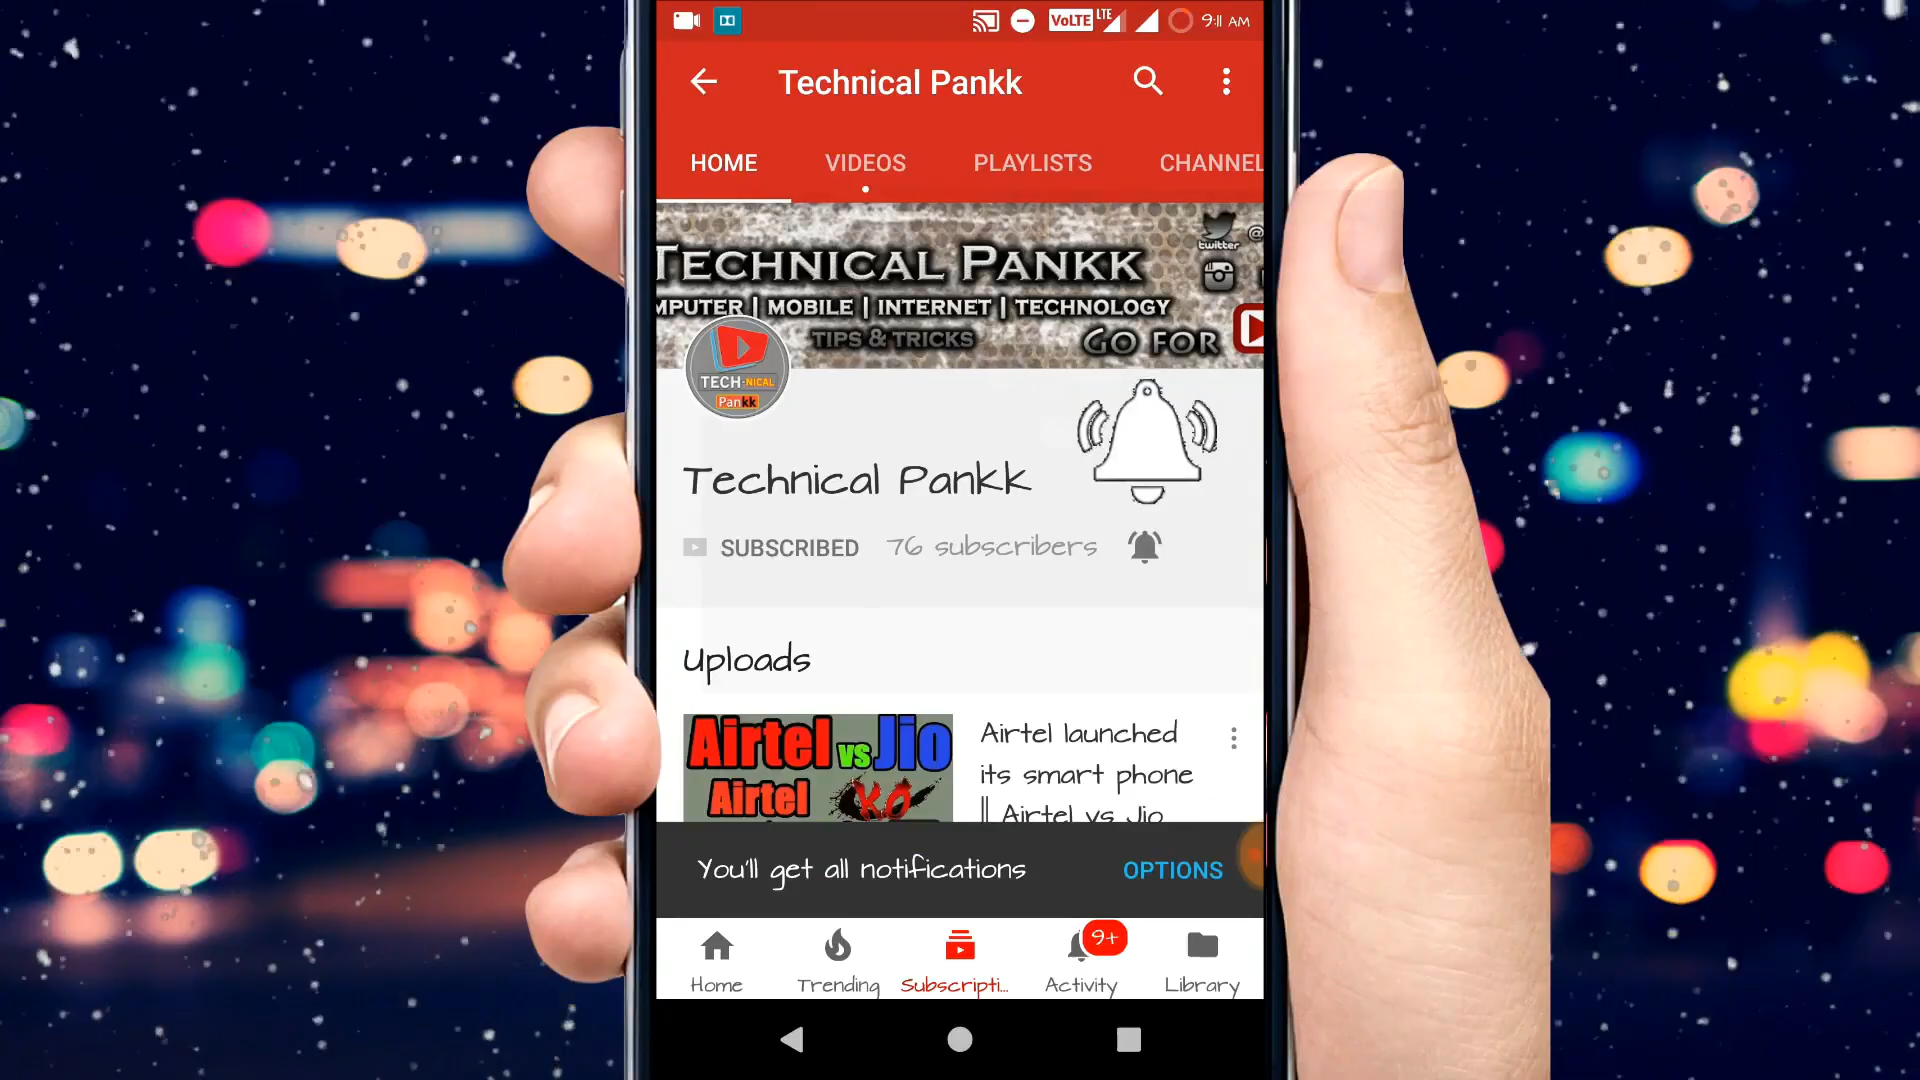 VoLTE LTE 9:11 AM
Technical Pankk
HOME VIDEOS PLAYLISTS CHANNEL
twitter @
TECHNICAL PANKK
MPUTER | MOBILE | INTERNET | TECHNOLOGY
TIPS & TRICKS GO FOR
TECH-NICAL
Pankk
Technical Pankk
SUBSCRIBED 76 subscribers
Uploads
Airtel vs Jio
Airtel KO
Airtel launched
its smart phone
|| Airtel vs Jio
You'll get all notifications OPTIONS
9+
Home Trending Subscripti... Activity Library